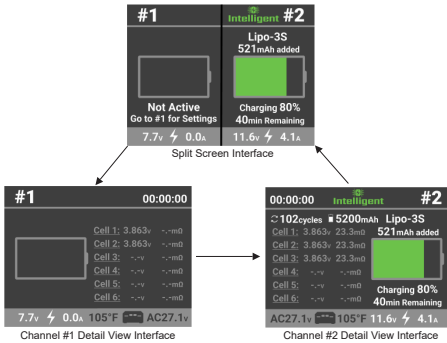 #1
Intelligent #2
Lipo-3S
521mAh added
Not Active
Go to #1 for Settings
Charging 80%
40min Remaining
7.7v 0.0A
11.6v 4.1A
Split Screen Interface
#1 00:00:00
Cell 1: 3.863v -.-mΩ
Cell 2: 3.863v -.-mΩ
Cell 3: -.-v -.-mΩ
Cell 4: -.-v -.-mΩ
Cell 5: -.-v -.-mΩ
Cell 6: -.-v -.-mΩ
7.7v 0.0A 105°F AC27.1v
Channel #1 Detail View Interface
00:00:00 Intelligent #2
102cycles 5200mAh Lipo-3S
521mAh added
Cell 1: 3.863v 23.3mΩ
Cell 2: 3.863v 23.3mΩ
Cell 3: 3.863v 23.3mΩ
Cell 4: -.-v -.-mΩ
Cell 5: -.-v -.-mΩ
Cell 6: -.-v -.-mΩ
Charging 80%
40min Remaining
AC27.1v 105°F 11.6v 4.1A
Channel #2 Detail View Interface